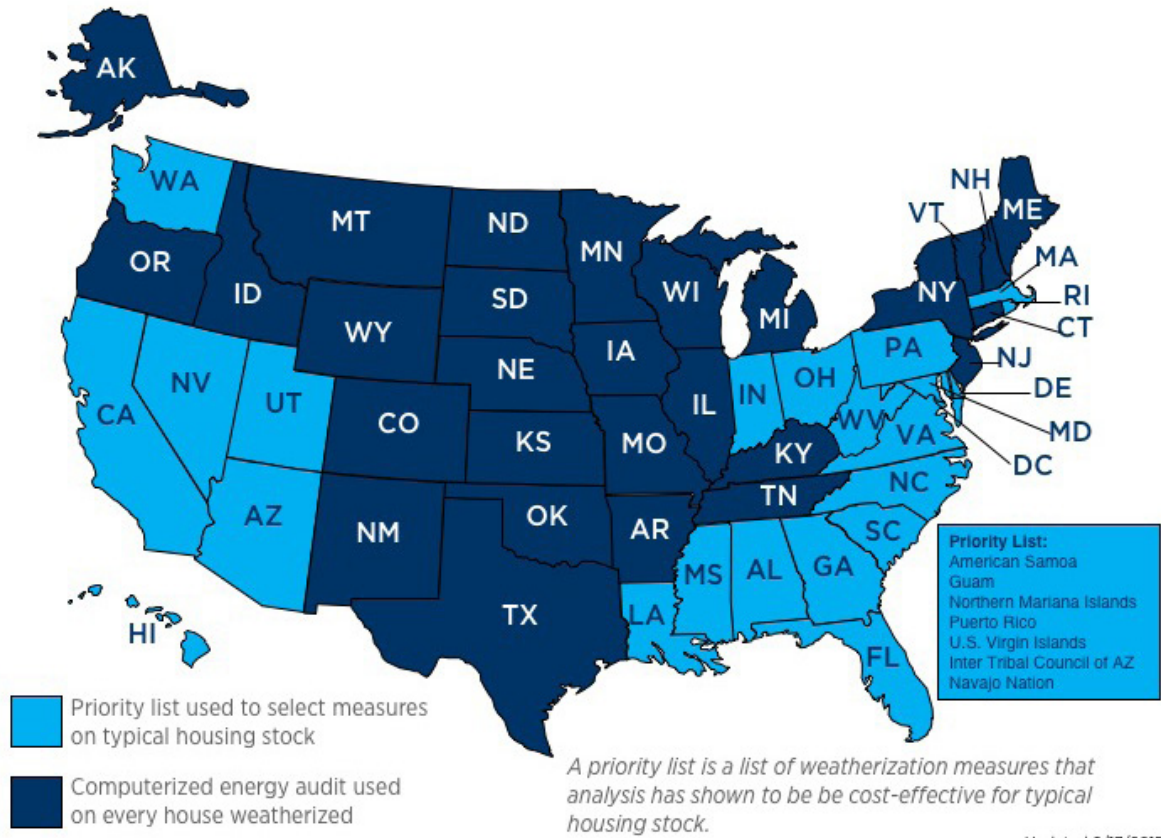 AK
WA
MT
ND
MN
NH
VT
ME
OR
ID
SD
WI
MI
NY
MA
RI
CT
WY
IA
PA
NJ
NV
UT
NE
IL
IN
OH
DE
CA
CO
KS
MO
KY
WV
VA
MD
DC
AZ
NM
OK
AR
TN
NC
SC
MS
AL
GA
TX
LA
FL
HI
Priority List:
American Samoa
Guam
Northern Mariana Islands
Puerto Rico
U.S. Virgin Islands
Inter Tribal Council of AZ
Navajo Nation
Priority list used to select measures
on typical housing stock
Computerized energy audit used
on every house weatherized
A priority list is a list of weatherization measures that
analysis has shown to be be cost-effective for typical
housing stock.